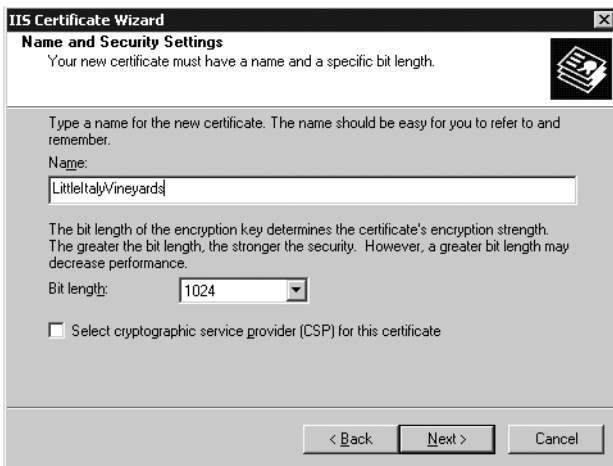 IIS Certificate Wizard
Name and Security Settings
Your new certificate must have a name and a specific bit length.
Type a name for the new certificate. The name should be easy for you to refer to and
remember.
Name:
LittleItalyVineyards
The bit length of the encryption key determines the certificate's encryption strength.
The greater the bit length, the stronger the security. However, a greater bit length may
decrease performance.
Bit length:
1024
Select cryptographic service provider (CSP) for this certificate
< Back
Next >
Cancel